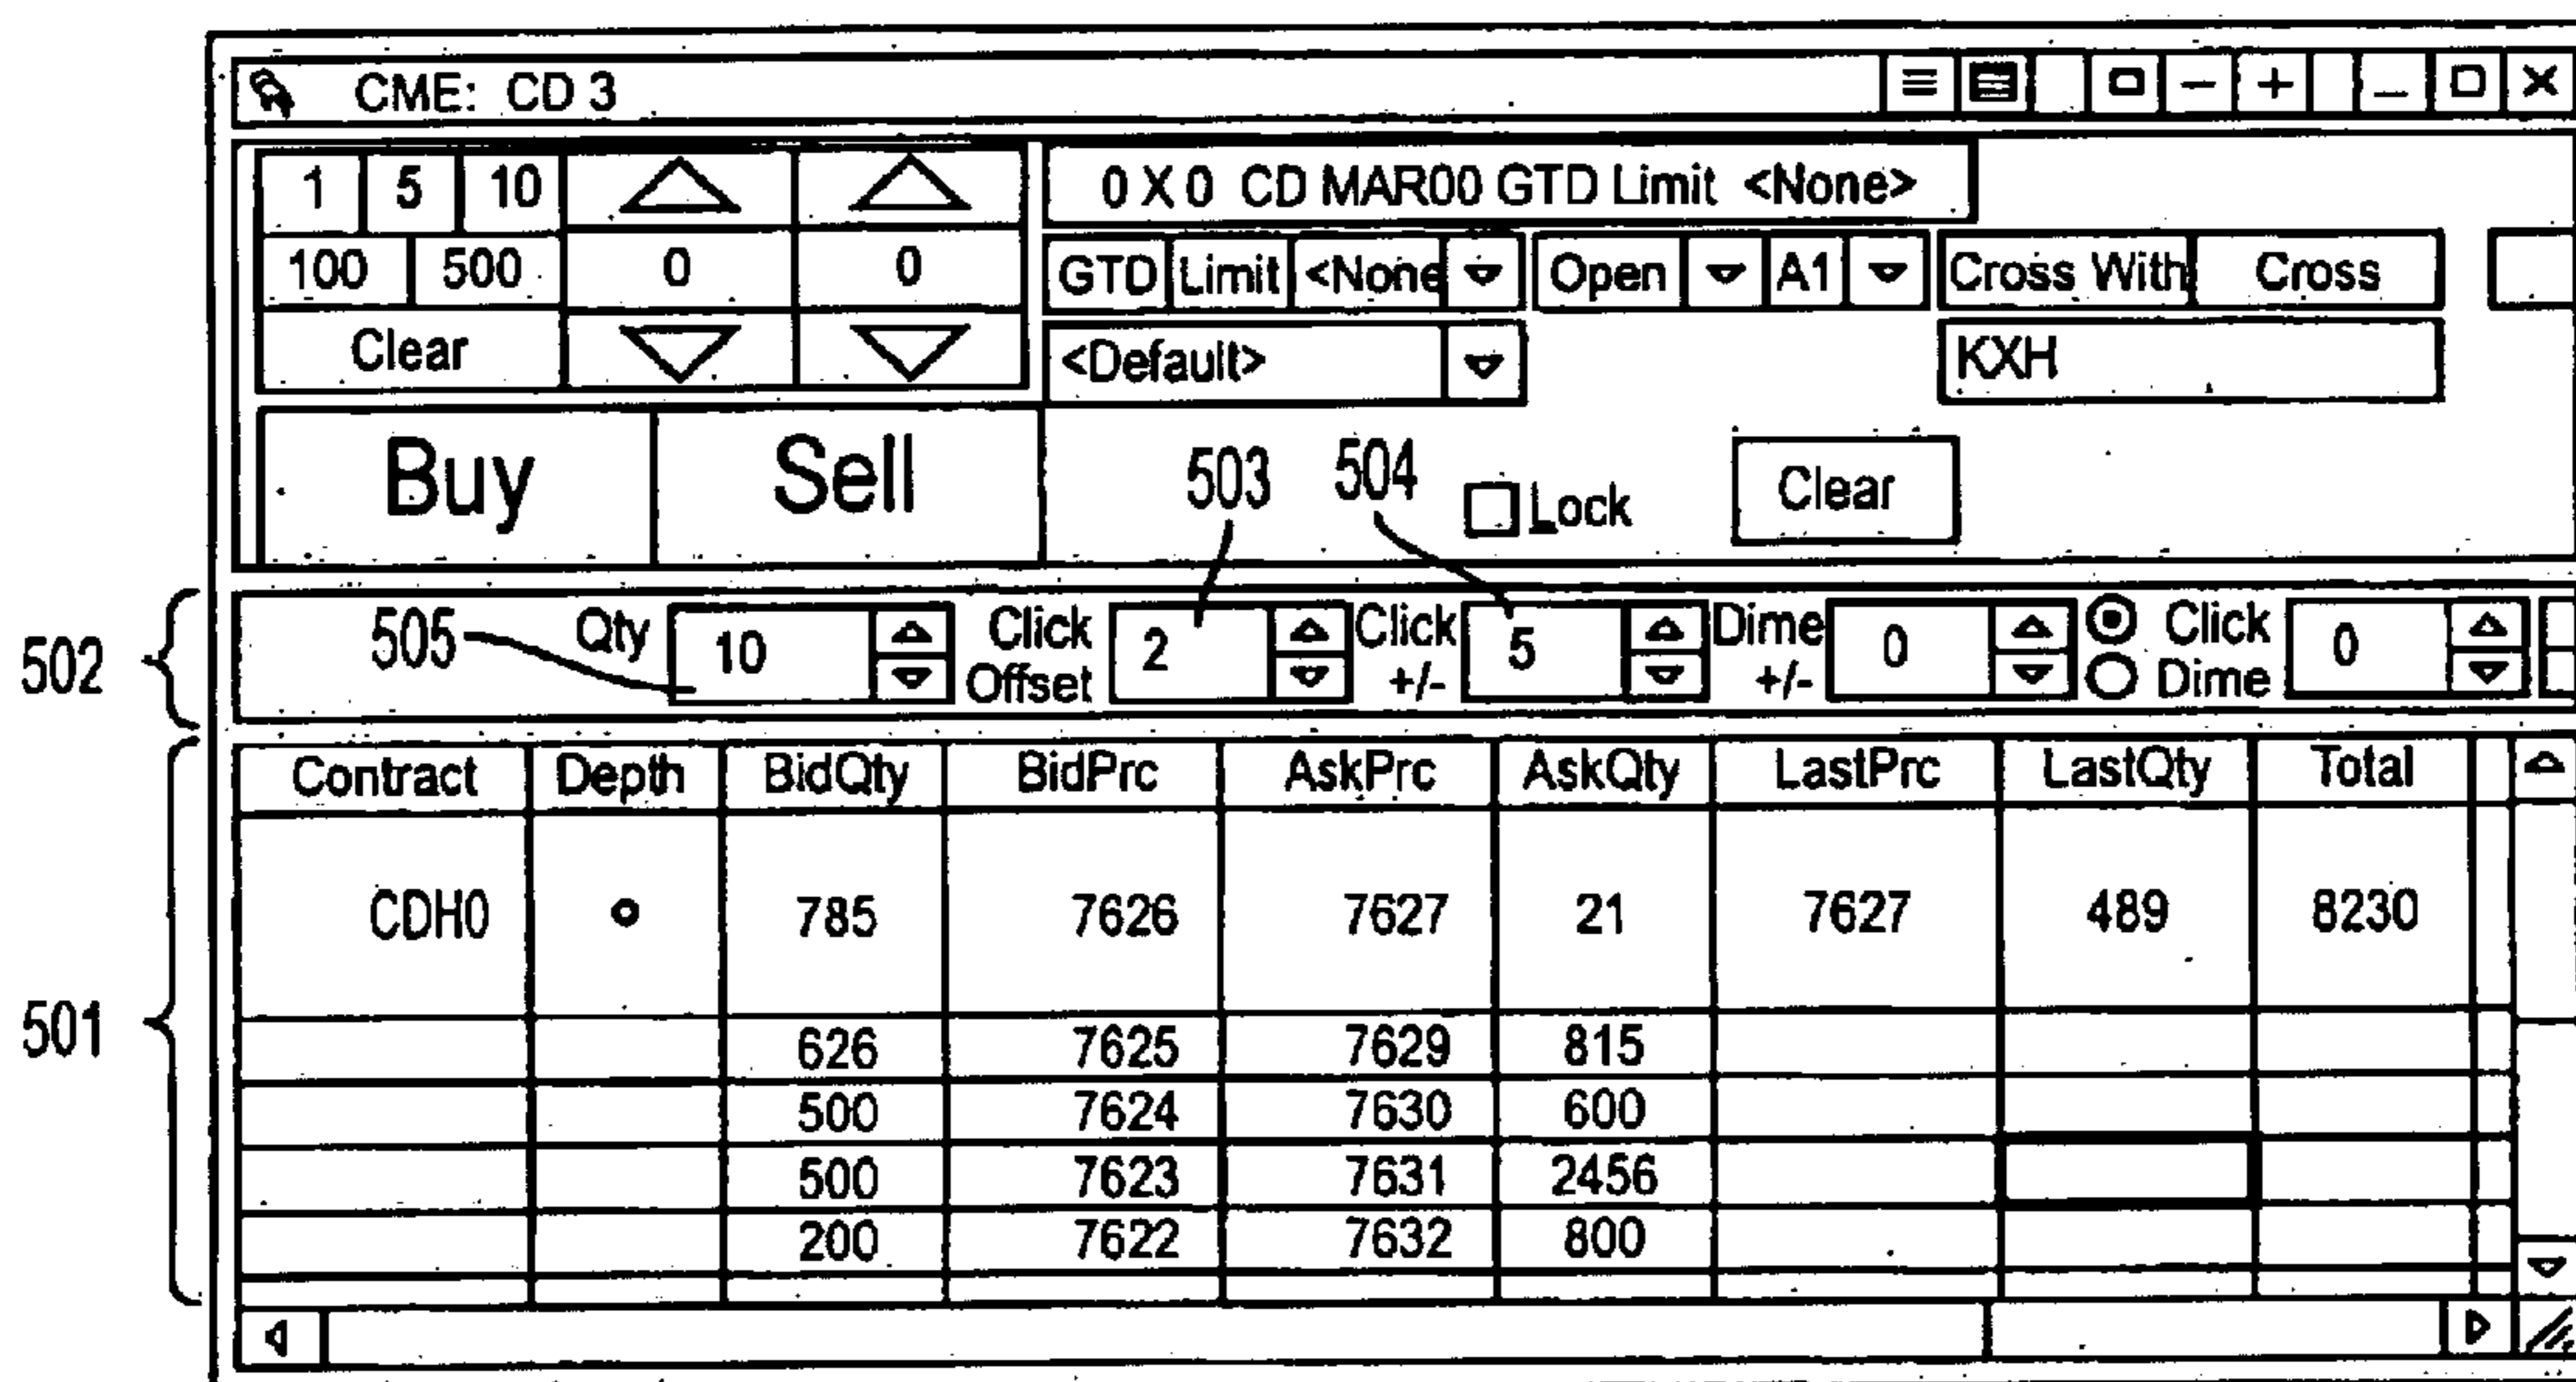 CME: CD 3
1 5 10
0 X 0 CD MAR00 GTD Limit <None>
100 500 0 0
GTD Limit <None Open A1 Cross With Cross
Clear
<Default> KXH
Buy Sell 503 504 Lock Clear
502 505 Qty 10 Click Offset 2 Click +/- 5 Dime +/- 0 Click Dime 0
Contract Depth BidQty BidPrc AskPrc AskQty LastPrc LastQty Total
CDH0 785 7626 7627 21 7627 489 8230
501
626 7625 7629 815
500 7624 7630 600
500 7623 7631 2456
200 7622 7632 800